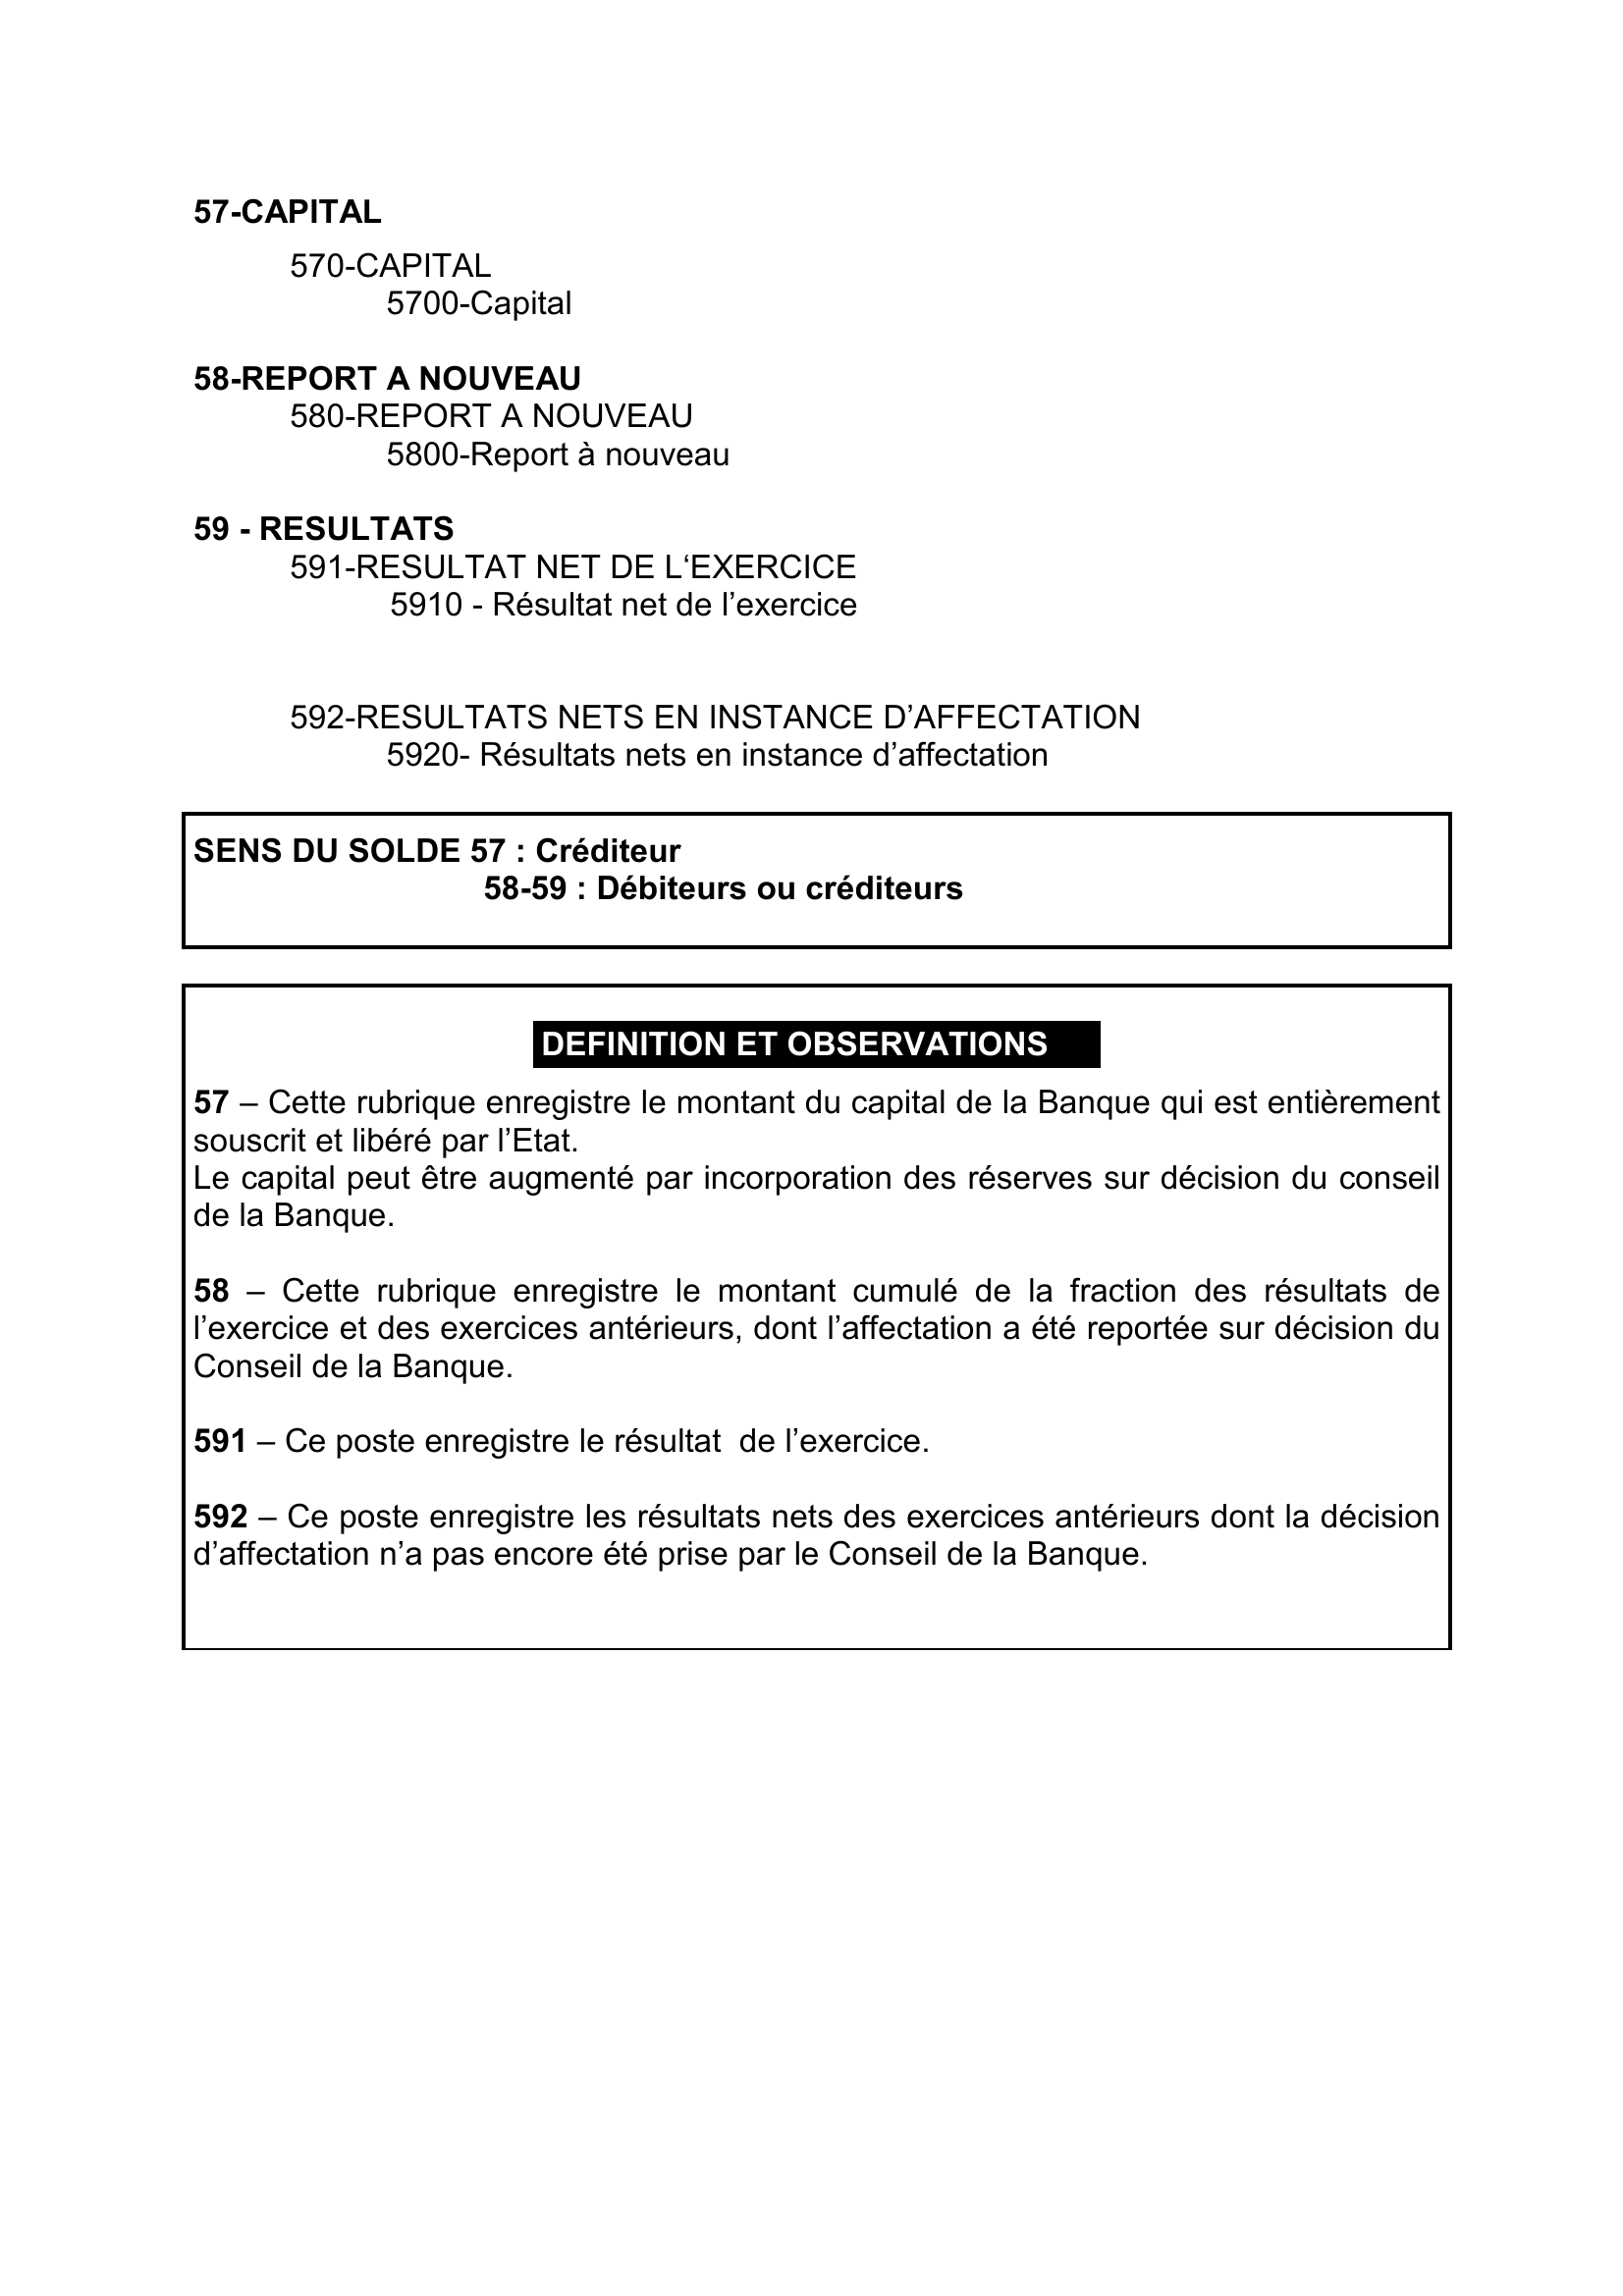 57-CAPITAL
570-CAPITAL
5700-Capital
58-REPORT A NOUVEAU
580-REPORT A NOUVEAU
5800-Report à nouveau
59 - RESULTATS
591-RESULTAT NET DE L‘EXERCICE
5910 - Résultat net de l’exercice
592-RESULTATS NETS EN INSTANCE D’AFFECTATION
5920- Résultats nets en instance d’affectation
SENS DU SOLDE 57 : Créditeur
58-59 : Débiteurs ou créditeurs
DEFINITION ET OBSERVATIONS
57 – Cette rubrique enregistre le montant du capital de la Banque qui est entièrement
souscrit et libéré par l’Etat.
Le capital peut être augmenté par incorporation des réserves sur décision du conseil
de la Banque.
58 – Cette rubrique enregistre le montant cumulé de la fraction des résultats de
l’exercice et des exercices antérieurs, dont l’affectation a été reportée sur décision du
Conseil de la Banque.
591 – Ce poste enregistre le résultat  de l’exercice.
592 – Ce poste enregistre les résultats nets des exercices antérieurs dont la décision
d’affectation n’a pas encore été prise par le Conseil de la Banque.